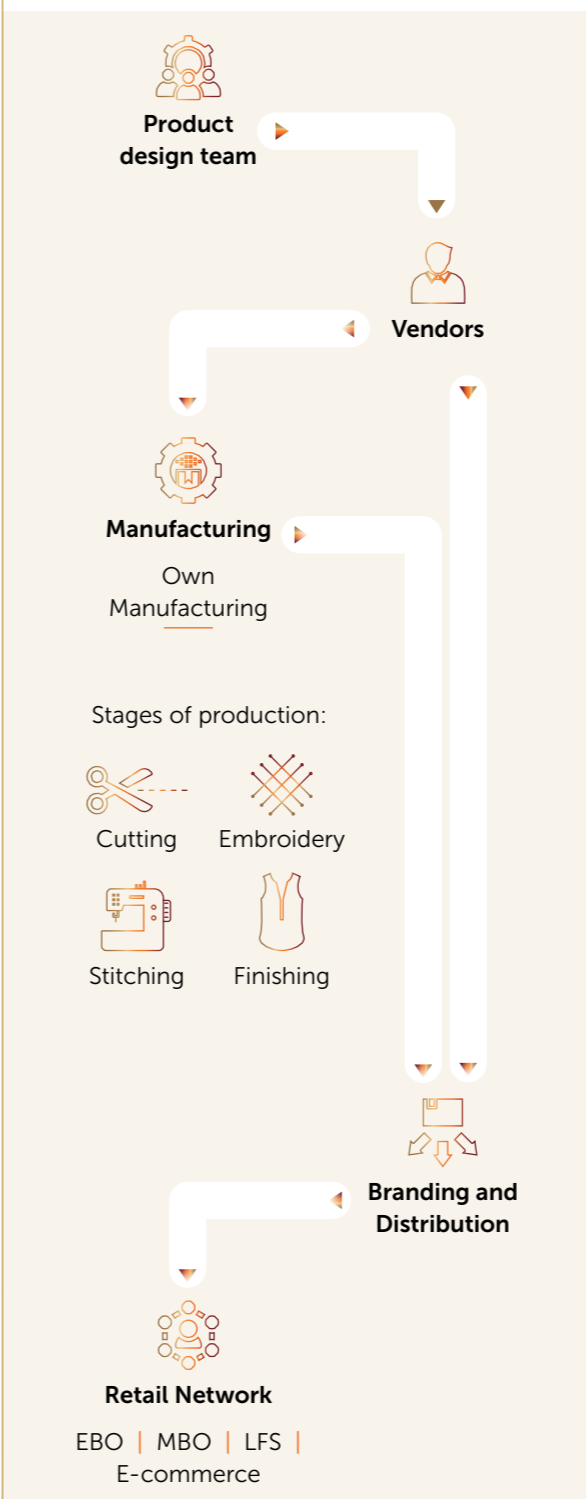 Product
design team
Vendors
Manufacturing
Own
Manufacturing
Stages of production:
Cutting
Embroidery
Stitching
Finishing
Branding and
Distribution
Retail Network
EBO | MBO | LFS |
E-commerce